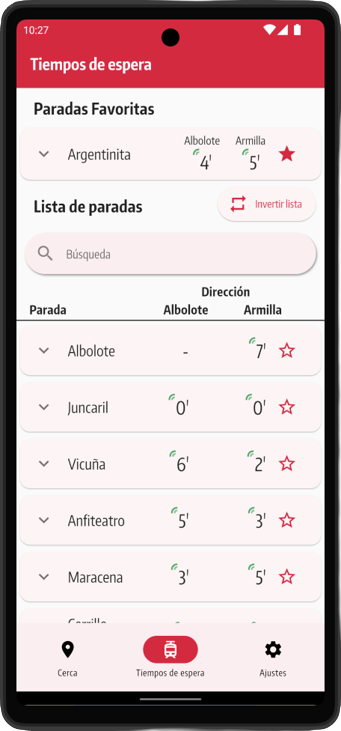 10:27
Tiempos de espera
Paradas Favoritas
Albolote Armilla
Argentinita 4' 5'
Lista de paradas Invertir lista
Búsqueda
Dirección
Parada Albolote Armilla
Albolote - 7'
Juncaril 0' 0'
Vicuña 6' 2'
Anfiteatro 5' 3'
Maracena 3' 5'
Cerca Tiempos de espera Ajustes